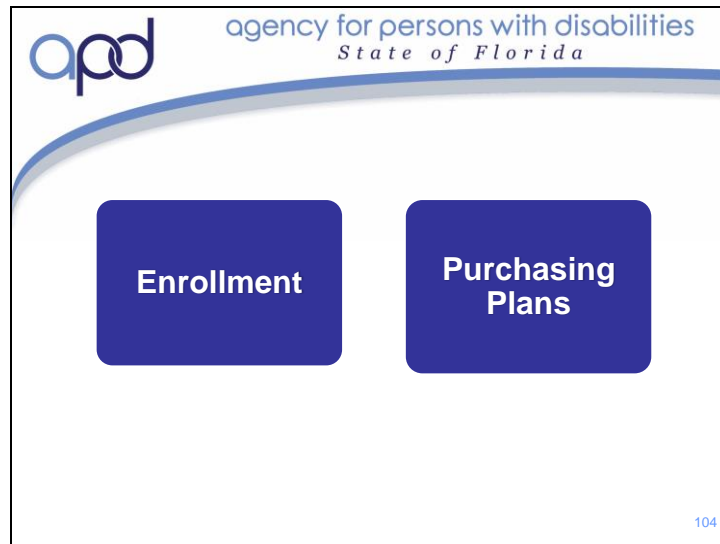 apd
agency for persons with disabilities
State of Florida
Enrollment
Purchasing
Plans
104